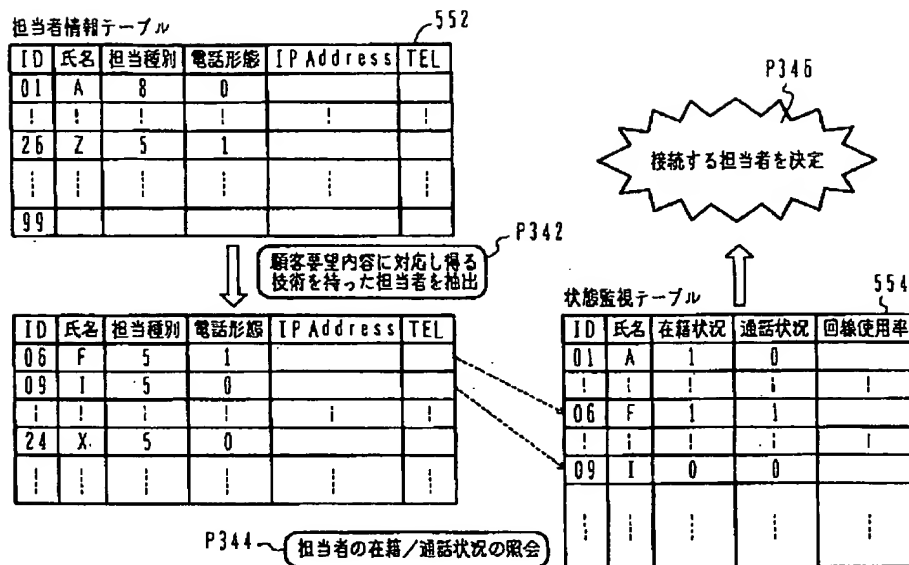 担当者情報テーブル
552
ID 氏名 担当種別 電話形態 IP Address TEL
01 A 8 0
26 Z 5 1
99
P346
接続する担当者を決定
P342
顧客要望内容に対応し得る
技術を持った担当者を抽出
ID 氏名 担当種別 電話形態 IP Address TEL
06 F 5 1
09 I 5 0
24 X 5 0
状態監視テーブル
554
ID 氏名 在籍状況 通話状況 回線使用率
01 A 1 0
06 F 1 1
09 I 0 0
P344
担当者の在籍/通話状況の照会